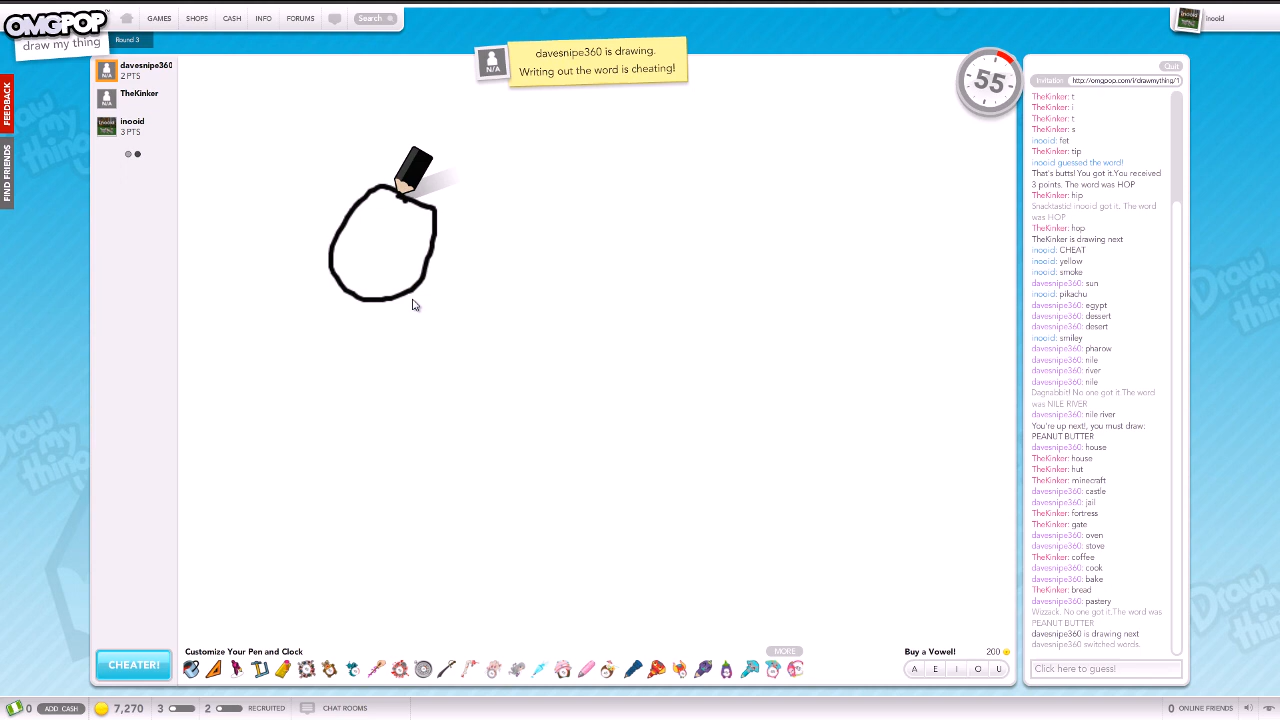 OMGPOP™
draw my thing
GAMES SHOPS CASH INFO FORUMS Search
inooid
Round 3
FEEDBACK
FIND FRIENDS
N/A davesnipe360
2 PTS
N/A TheKinker
inooid
3 PTS
N/A davesnipe360 is drawing.
Writing out the word is cheating!
55
Quit
Invitation http://omgpop.com/i/drawmything/1
TheKinker: t
TheKinker: i
TheKinker: t
TheKinker: s
inooid: fet
TheKinker: tip
inooid guessed the word!
That's butts! You got it.You received
3 points. The word was HOP
TheKinker: hip
Snacktastic! inooid got it. The word
was HOP
TheKinker: hop
TheKinker is drawing next
inooid: CHEAT
inooid: yellow
inooid: smoke
davesnipe360: sun
inooid: pikachu
davesnipe360: egypt
davesnipe360: dessert
davesnipe360: desert
inooid: smiley
davesnipe360: pharow
davesnipe360: nile
davesnipe360: river
davesnipe360: nile
Dagnabbit! No one got it.The word
was NILE RIVER
davesnipe360: nile river
You're up next!, you must draw:
PEANUT BUTTER
davesnipe360: house
TheKinker: house
TheKinker: hut
TheKinker: minecraft
davesnipe360: castle
davesnipe360: jail
TheKinker: fortress
TheKinker: gate
davesnipe360: oven
davesnipe360: stove
TheKinker: coffee
davesnipe360: cook
davesnipe360: bake
TheKinker: bread
davesnipe360: pastery
Wizzack. No one got it.The word was
PEANUT BUTTER
davesnipe360 is drawing next
davesnipe360 switched words.
Click here to guess!
CHEATER!
Customize Your Pen and Clock
MORE
Buy a Vowel! 200
A E I O U
0 ADD CASH 7,270 3 2 RECRUITED CHAT ROOMS 0 ONLINE FRIENDS